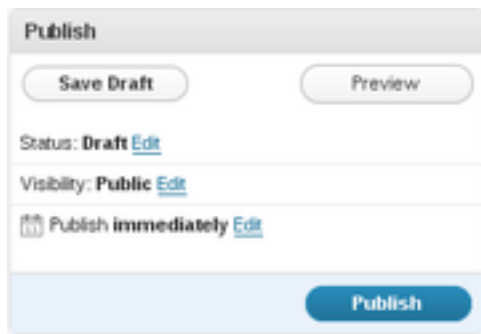 Publish
Save Draft Preview
Status: Draft Edit
Visibility: Public Edit
Publish immediately Edit
Publish